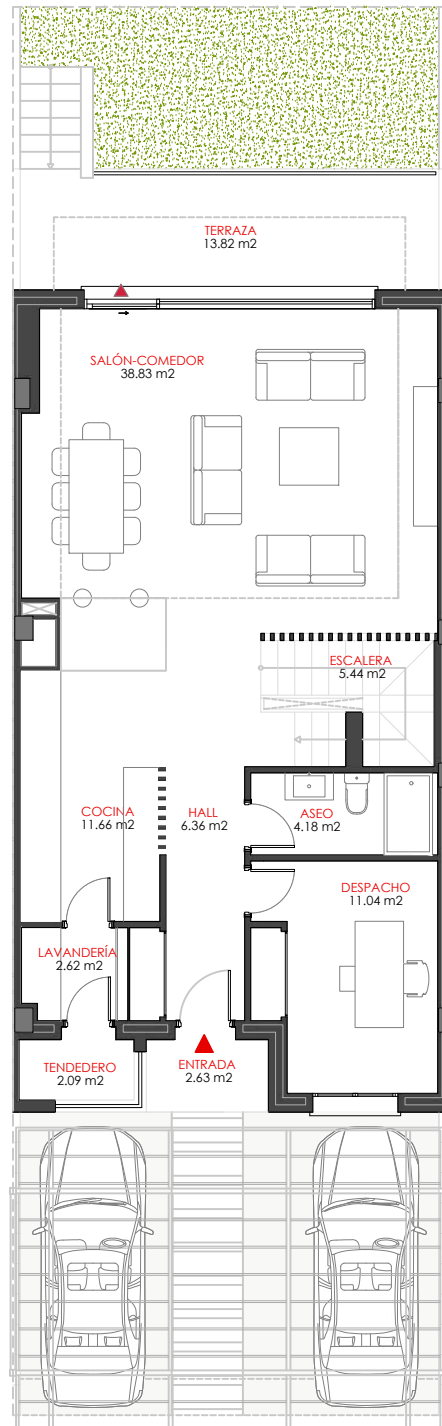 TERRAZA
13.82 m2
SALÓN-COMEDOR
38.83 m2
ESCALERA
5.44 m2
COCINA
11.66 m2
HALL
6.36 m2
ASEO
4.18 m2
DESPACHO
11.04 m2
LAVANDERÍA
2.62 m2
TENDEDERO
2.09 m2
ENTRADA
2.63 m2